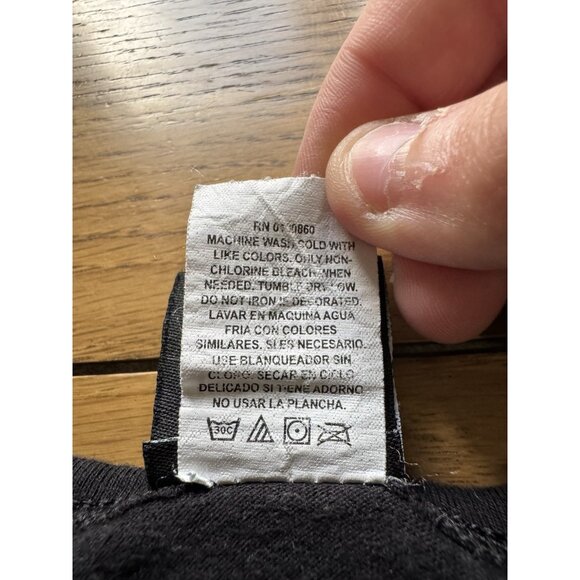 RN
MACHINE WASH COLD WITH
LIKE COLORS. ONLY NON-
CHLORINE BLEACH WHEN
NEEDED. TUMBLE DRY LOW.
DO NOT IRON IF DECORATED.
LAVAR EN MAQUINA AGUA
FRIA CON COLORES
SIMILARES. SI ES NECESARIO.
USE BLANQUEADOR SIN
CLORO. SECAR EN CICLO
DELICADO SI TIENE ADORNO
NO USAR LA PLANCHA.
30C